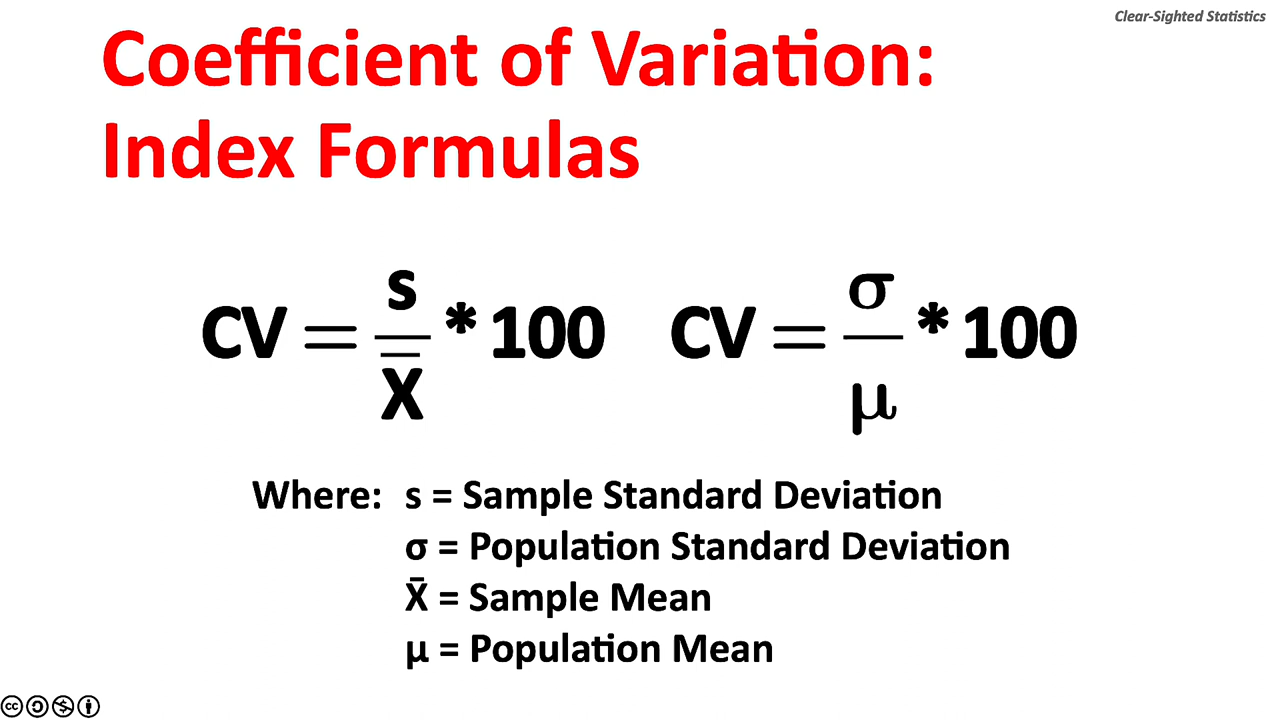 Clear-Sighted Statistics
Coefficient of Variation:
Index Formulas
CV = s / X̄ * 100 CV = σ / μ * 100
Where: s = Sample Standard Deviation
σ = Population Standard Deviation
X̄ = Sample Mean
μ = Population Mean
cc